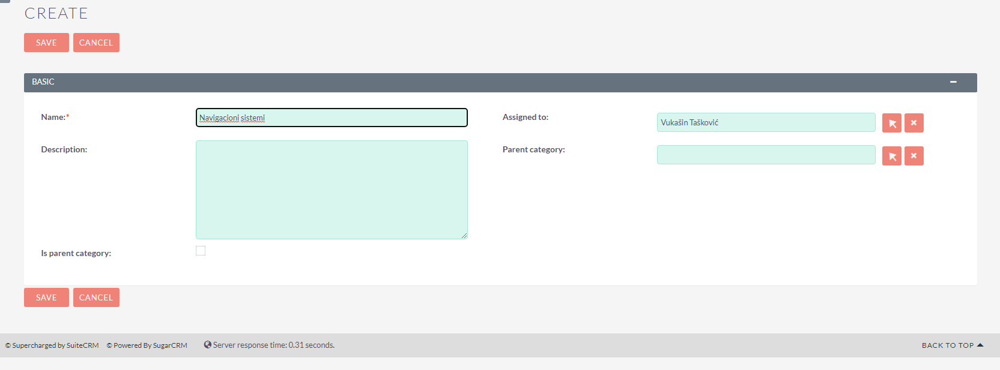 CREATE
SAVE CANCEL
BASIC
Name:* Navigacioni sistemi Assigned to: Vukašin Tašković
Description: Parent category:
Is parent category:
SAVE CANCEL
© Supercharged by SuiteCRM © Powered By SugarCRM Server response time: 0.31 seconds. BACK TO TOP